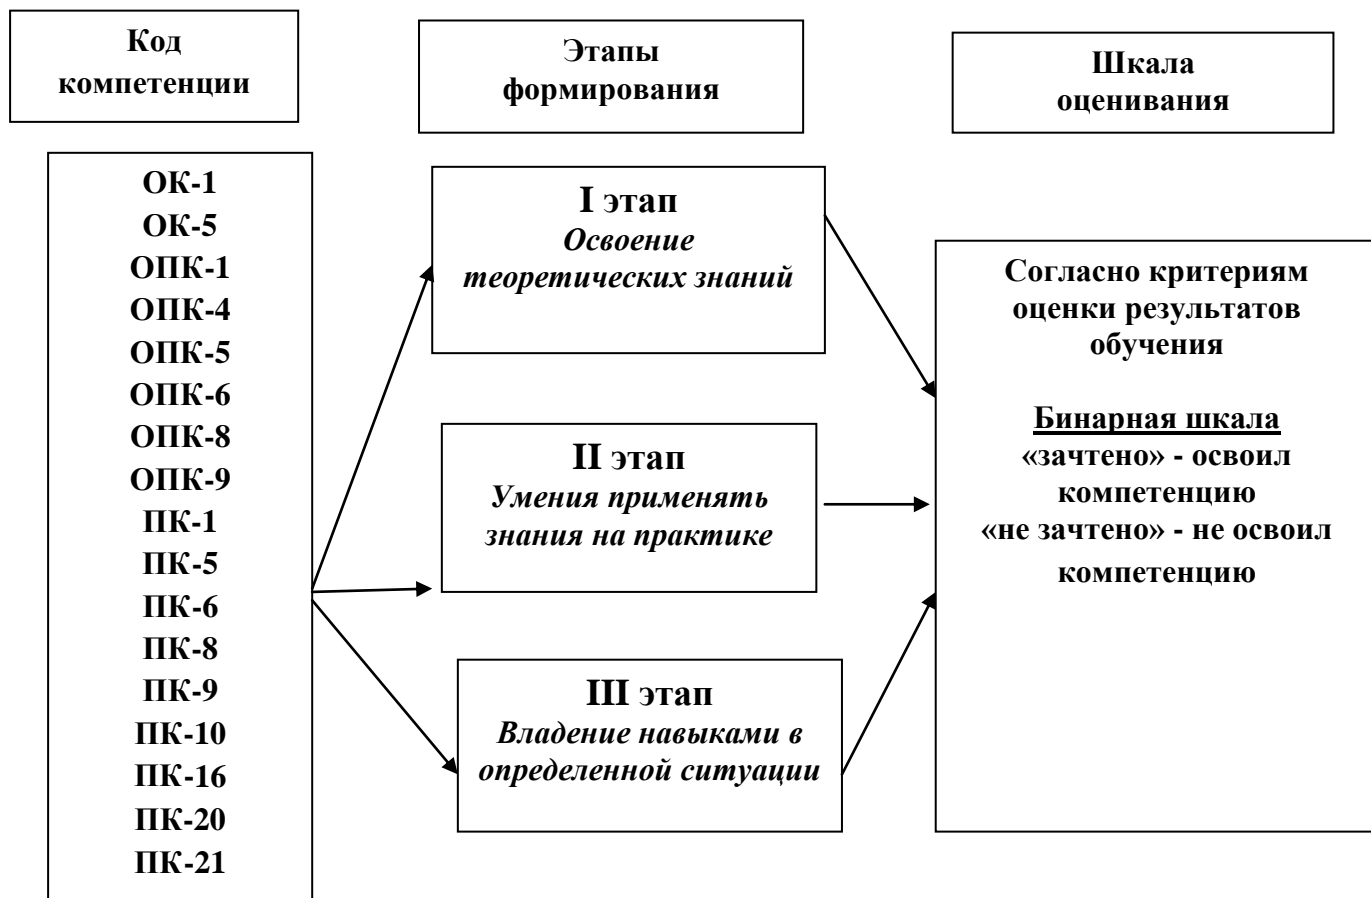 Код
компетенции
Этапы
формирования
Шкала
оценивания
ОК-1
ОК-5
ОПК-1
ОПК-4
ОПК-5
ОПК-6
ОПК-8
ОПК-9
ПК-1
ПК-5
ПК-6
ПК-8
ПК-9
ПК-10
ПК-16
ПК-20
ПК-21
I этап
Освоение
теоретических знаний
II этап
Умения применять
знания на практике
III этап
Владение навыками в
определенной ситуации
Согласно критериям
оценки результатов
обучения
Бинарная шкала
«зачтено» - освоил
компетенцию
«не зачтено» - не освоил
компетенцию